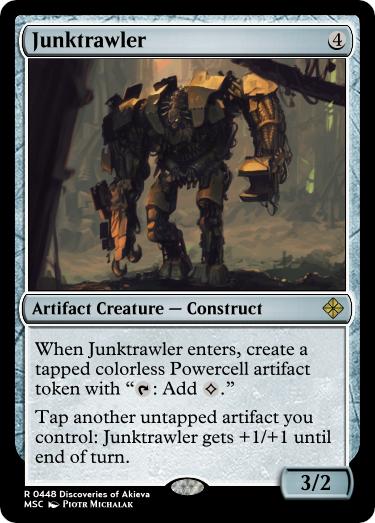 Junktrawler 4
Artifact Creature — Construct
When Junktrawler enters, create a
tapped colorless Powercell artifact
token with “T: Add C.”
Tap another untapped artifact you
control: Junktrawler gets +1/+1 until
end of turn.
3/2
R 0448 Discoveries of Akieva
MSC Piotr Michalak